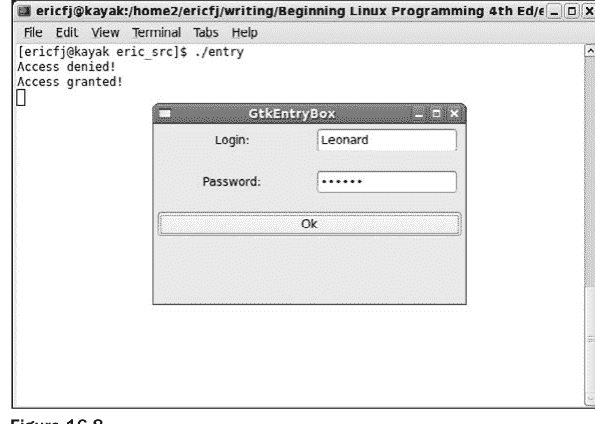 ericfj@kayak:/home2/ericfj/writing/Beginning Linux Programming 4th Ed/e
File Edit View Terminal Tabs Help
[ericfj@kayak eric_src]$ ./entry
Access denied!
Access granted!
GtkEntryBox
Login: Leonard
Password: ••••••
Ok
Figure 16-8